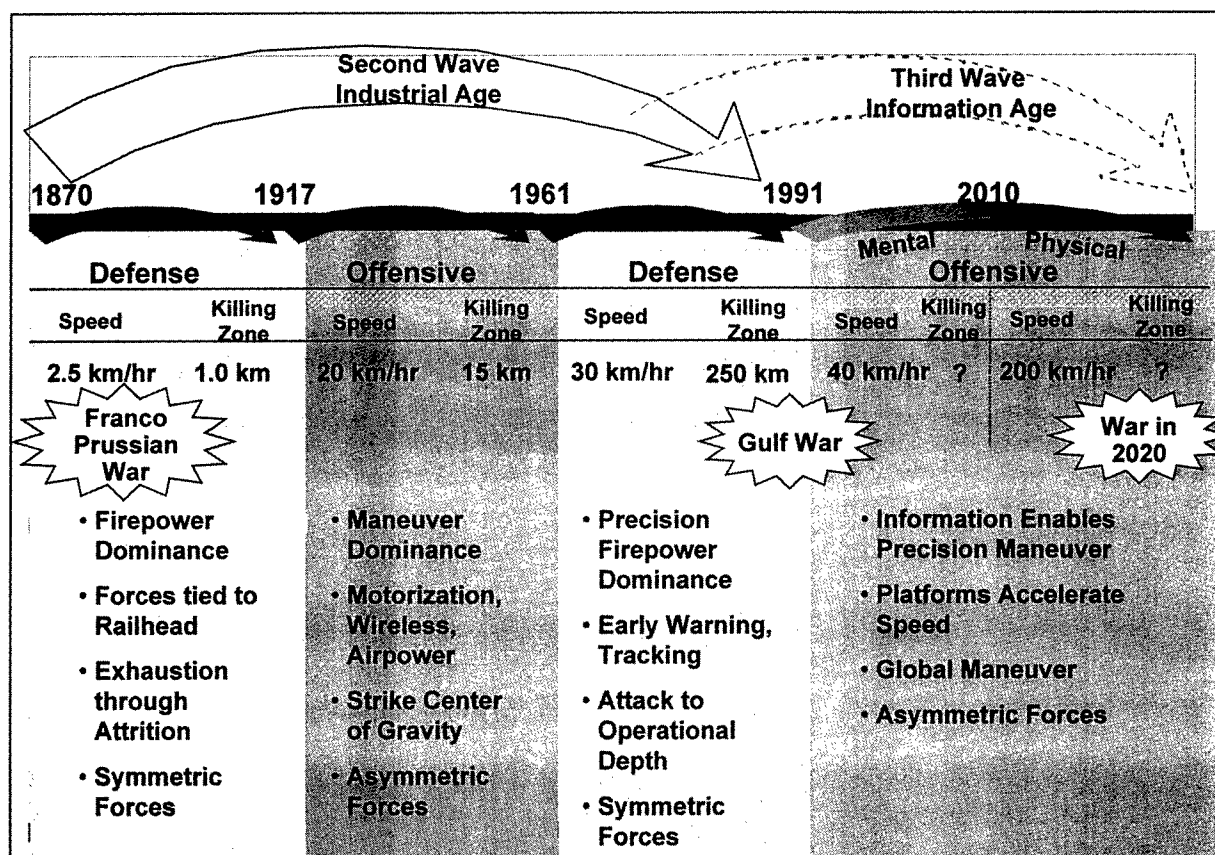 Second Wave
Industrial Age
Third Wave
Information Age
1870
1917
1961
1991
2010
Mental
Physical
Defense
Offensive
Defense
Offensive
Speed
Killing
Zone
Speed
Killing
Zone
Speed
Killing
Zone
Speed
Killing
Zone
Speed
Killing
Zone
2.5 km/hr
1.0 km
20 km/hr
15 km
30 km/hr
250 km
40 km/hr
?
200 km/hr
?
Franco
Prussian
War
Gulf War
War in
2020
• Firepower
Dominance
• Forces tied to
Railhead
• Exhaustion
through
Attrition
• Symmetric
Forces
• Maneuver
Dominance
• Motorization,
Wireless,
Airpower
• Strike Center
of Gravity
• Asymmetric
Forces
• Precision
Firepower
Dominance
• Early Warning,
Tracking
• Attack to
Operational
Depth
• Symmetric
Forces
• Information Enables
Precision Maneuver
• Platforms Accelerate
Speed
• Global Maneuver
• Asymmetric Forces